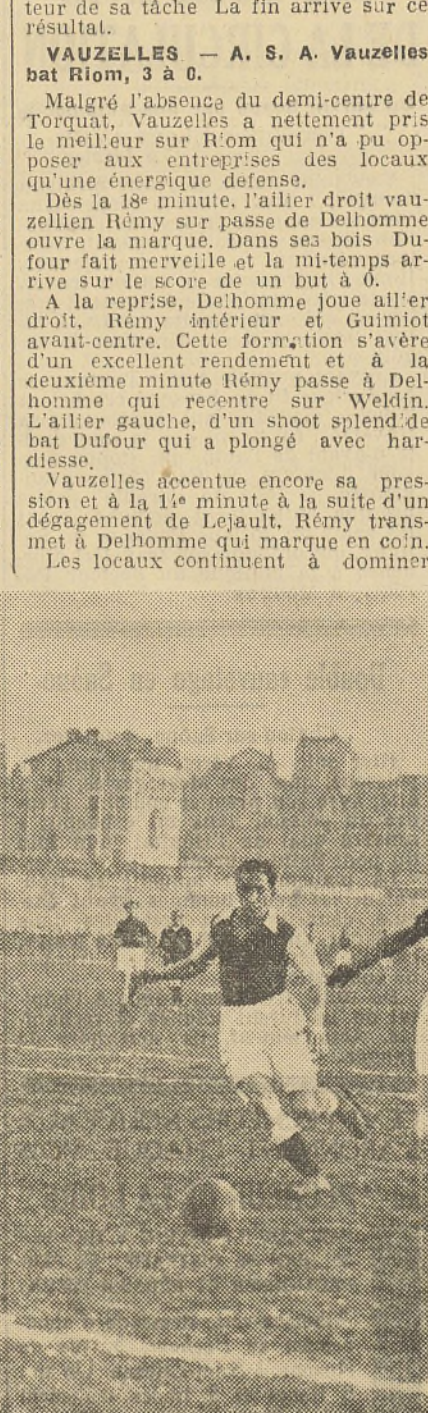 teur de sa tâche La fin arrive sur ce
résultat.
VAUZELLES — A. S. A. Vauzelles
bat Riom, 3 à 0.
Malgré l'absence du demi-centre de
Torquat, Vauzelles a nettement pris
le meilleur sur Riom qui n'a pu op-
poser aux entreprises des locaux
qu'une énergique defense.
Dès la 18e minute, l'ailier droit vau-
zellien Rémy sur passe de Delhomme
ouvre la marque. Dans ses bois Du-
four fait merveille et la mi-temps ar-
rive sur le score de un but à 0.
A la reprise, Delhomme joue ailier
droit, Rémy intérieur et Guimiot
avant-centre. Cette formation s'avère
d'un excellent rendement et à la
deuxième minute Rémy passe à Del-
homme qui recentre sur Weldin.
L'ailier gauche, d'un shoot splendide
bat Dufour qui a plongé avec har-
diesse.
Vauzelles accentue encore sa pres-
sion et à la minute à la suite d'un
dégagement de Lejault, Rémy trans-
met à Delhomme qui marque en coin.
Les locaux continuent à dominer